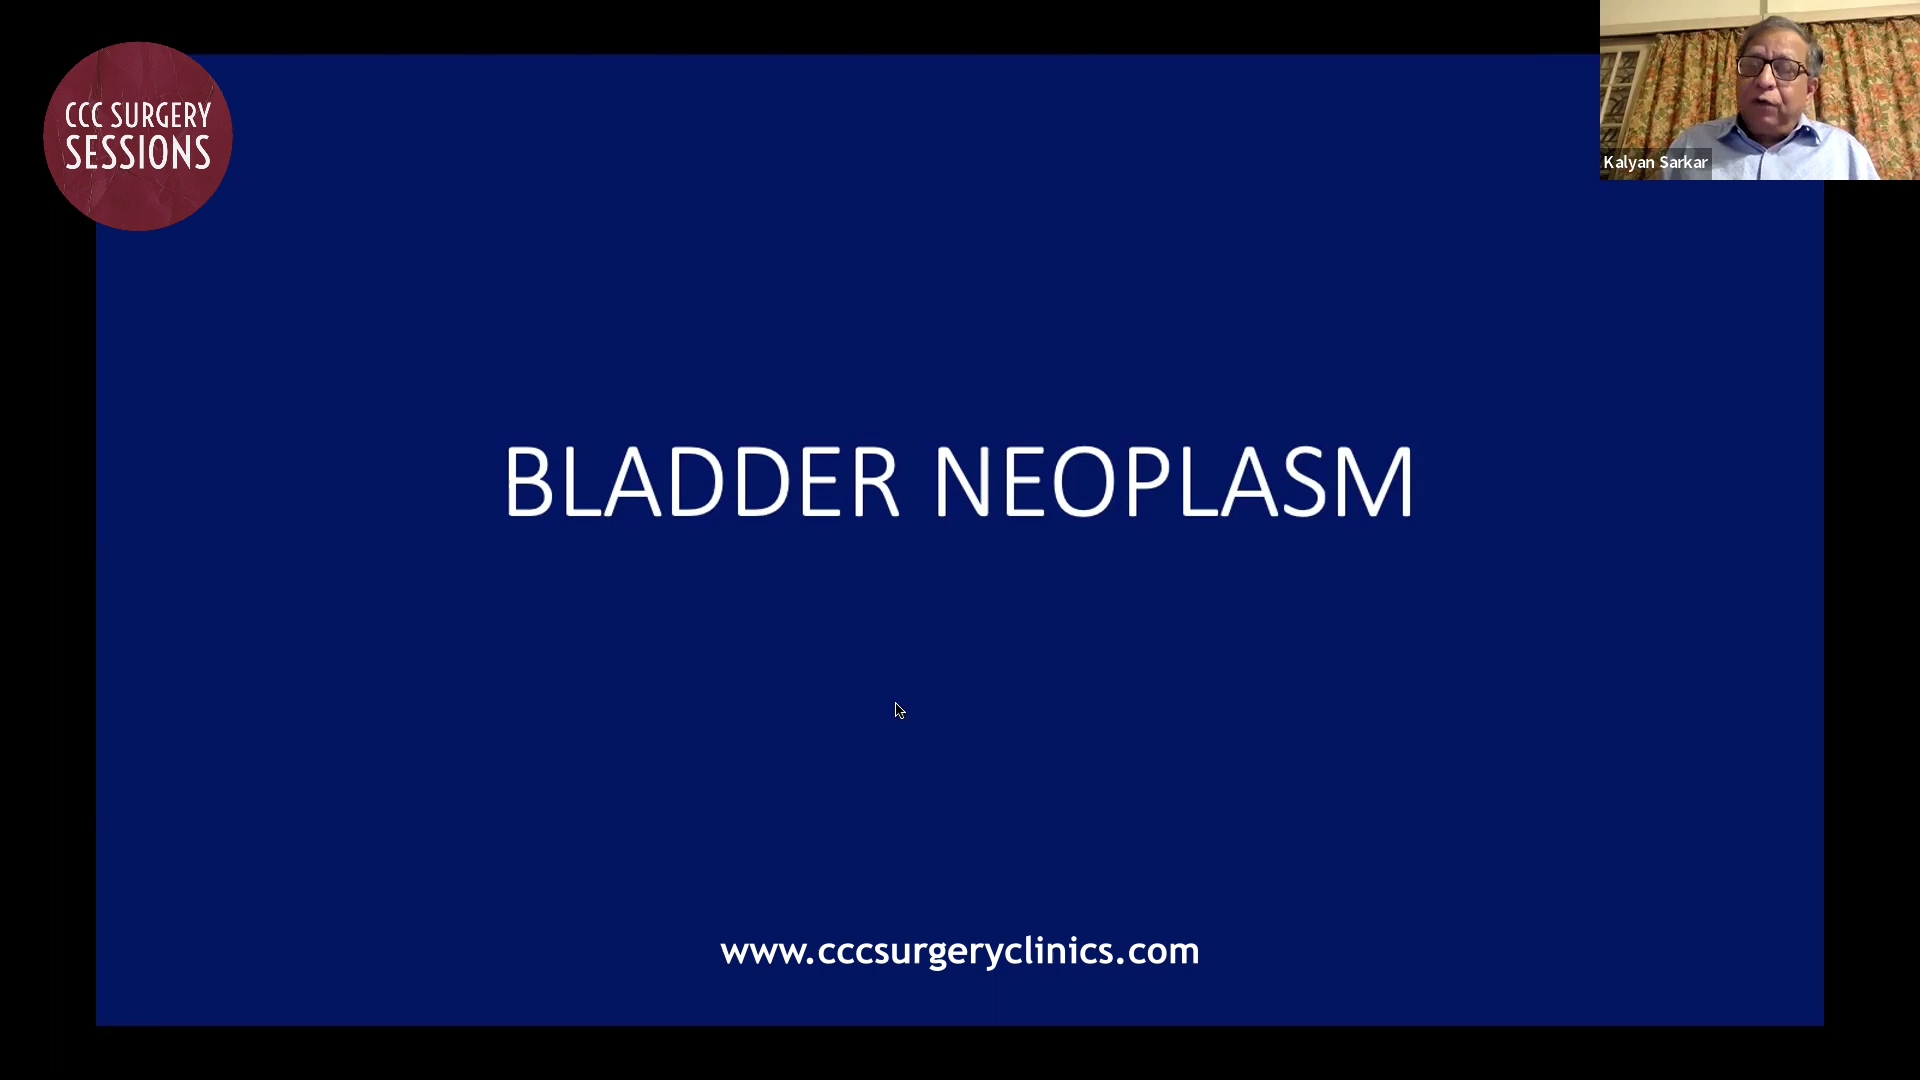 CCC SURGERY
SESSIONS
Kalyan Sarkar
BLADDER NEOPLASM
www.cccsurgeryclinics.com